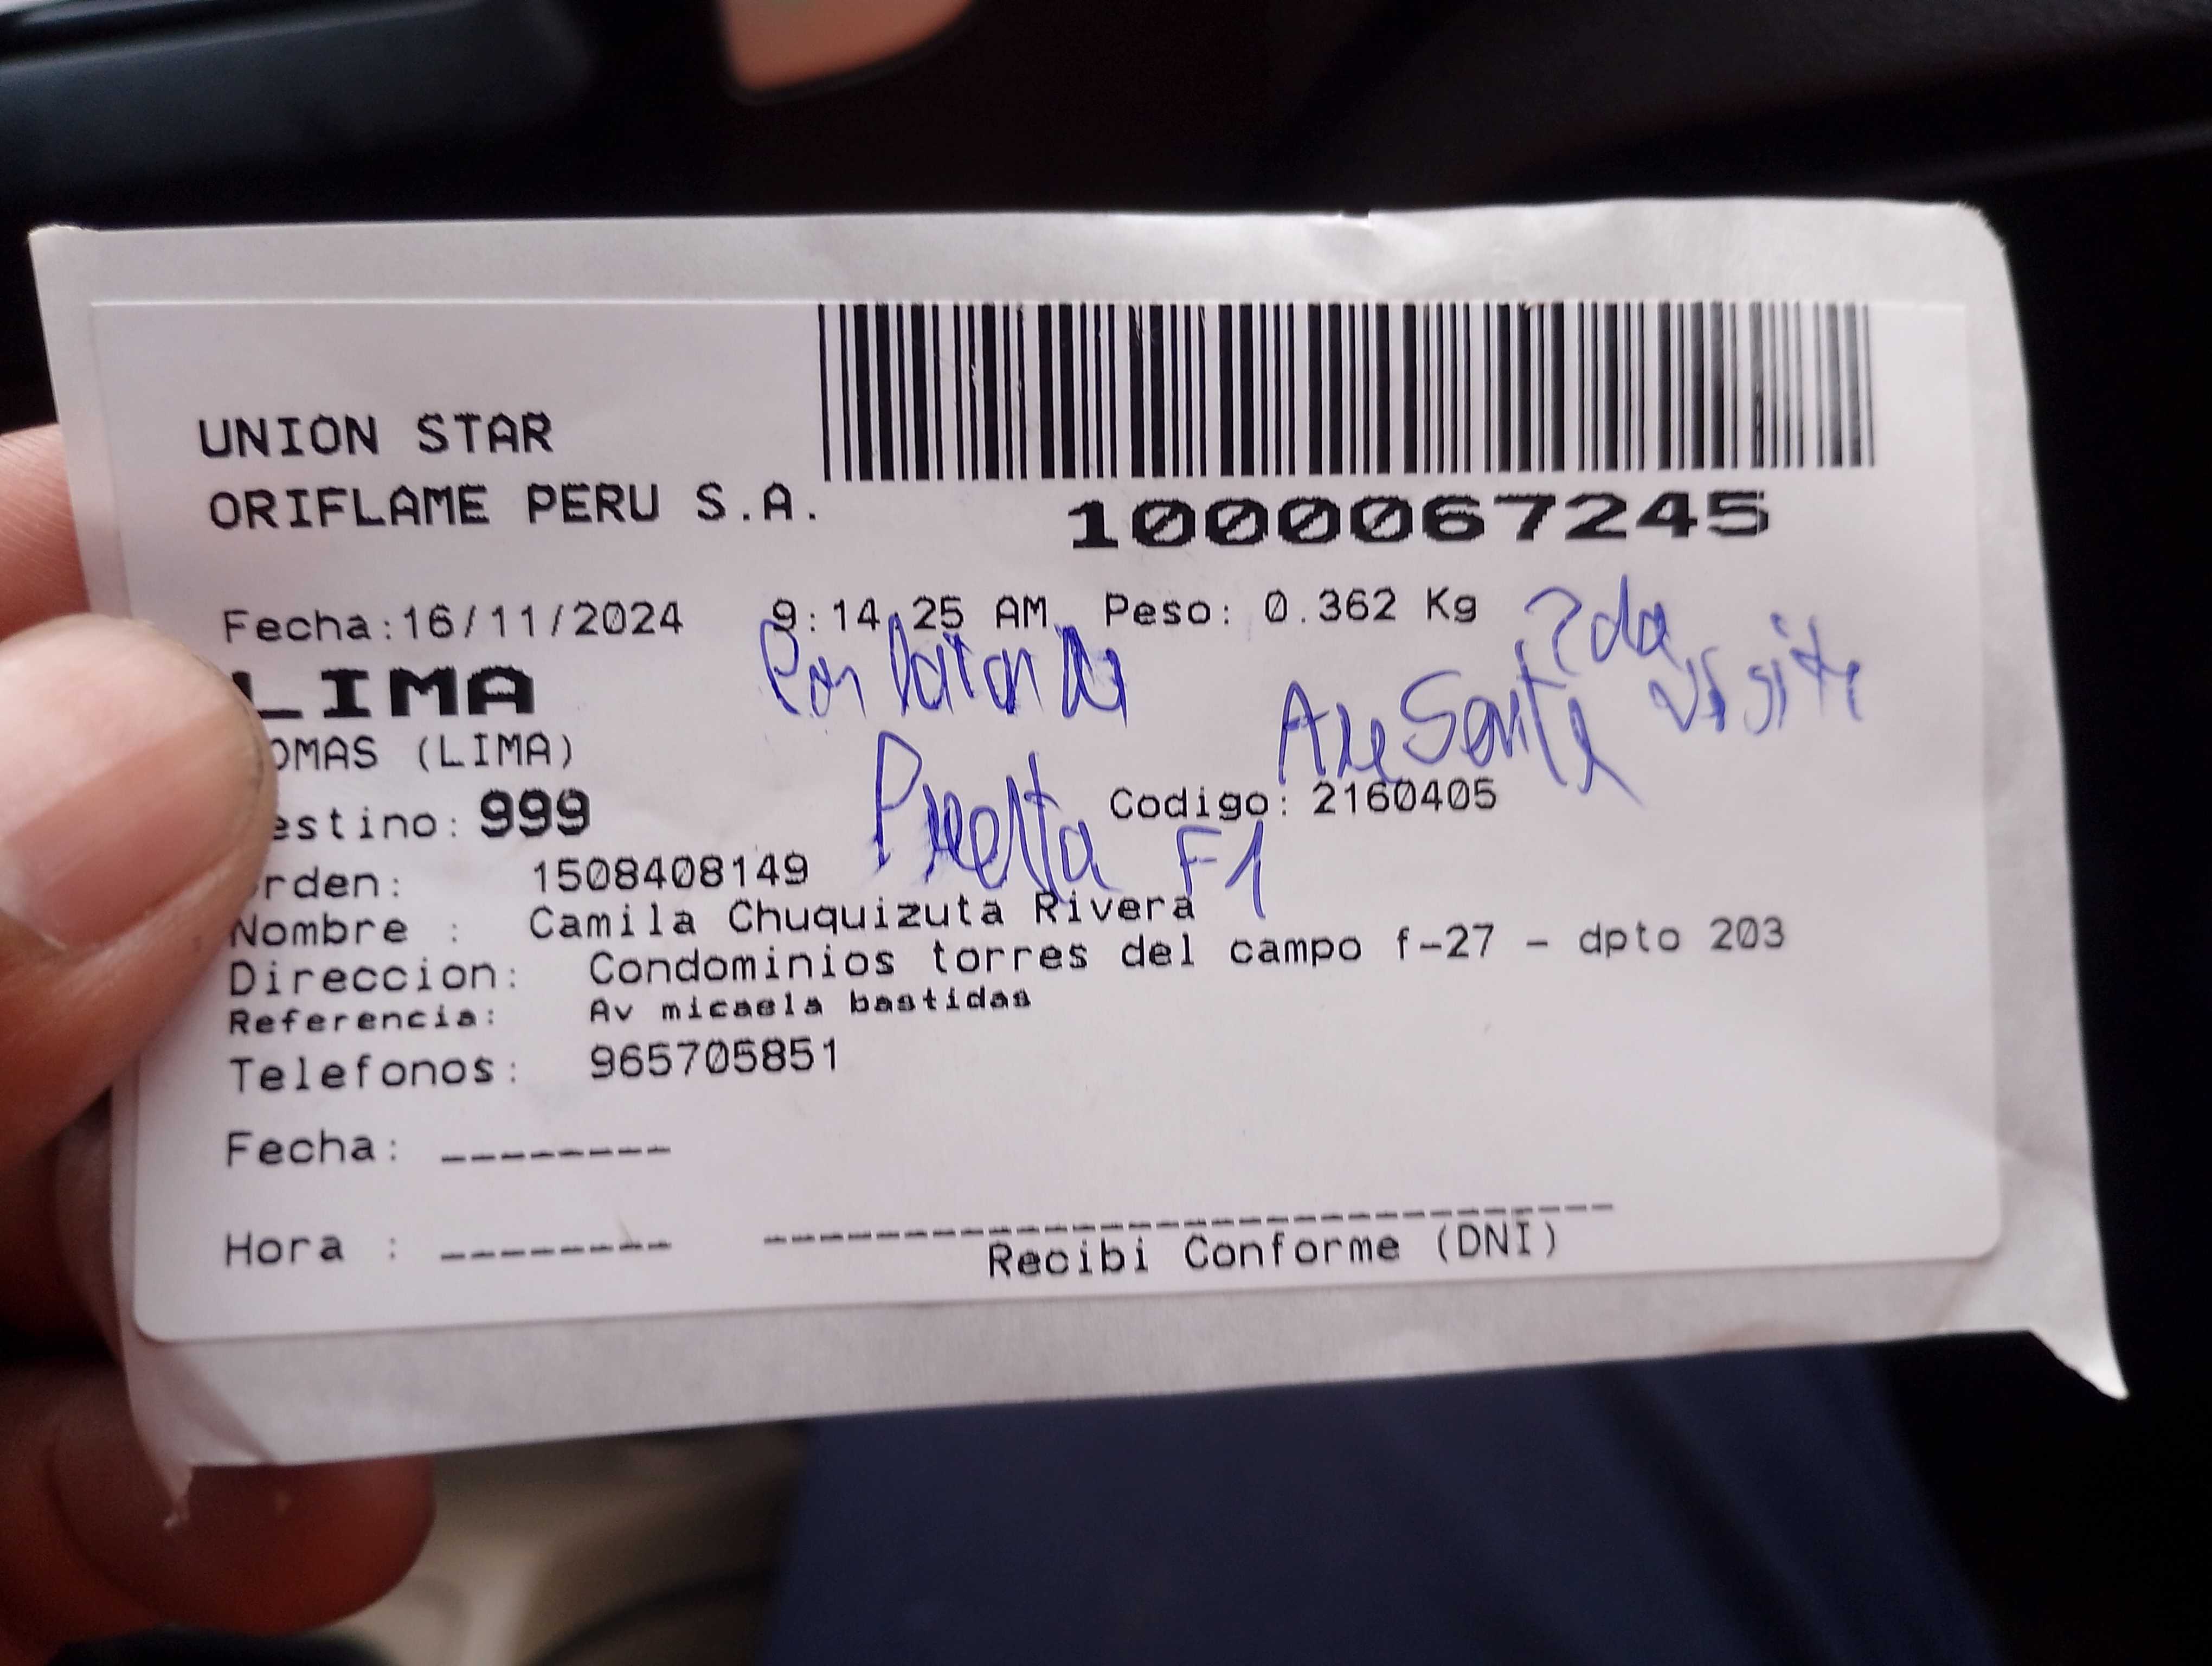 UNION STAR
ORIFLAME PERU S.A.
1000067245
Fecha:16/11/2024 9:14:25 AM Peso: 0.362 Kg
2da
visita
LIMA
OMAS (LIMA)
Ausente
Puerta F1
estino: 999 Codigo: 2160405
rden: 1508408149
Nombre : Camila Chuquizuta Rivera
Direccion: Condominios torres del campo f-27 - dpto 203
Referencia: Av micaela bastidas
Telefonos: 965705851
Fecha: --------
Hora : --------
Recibi Conforme (DNI)